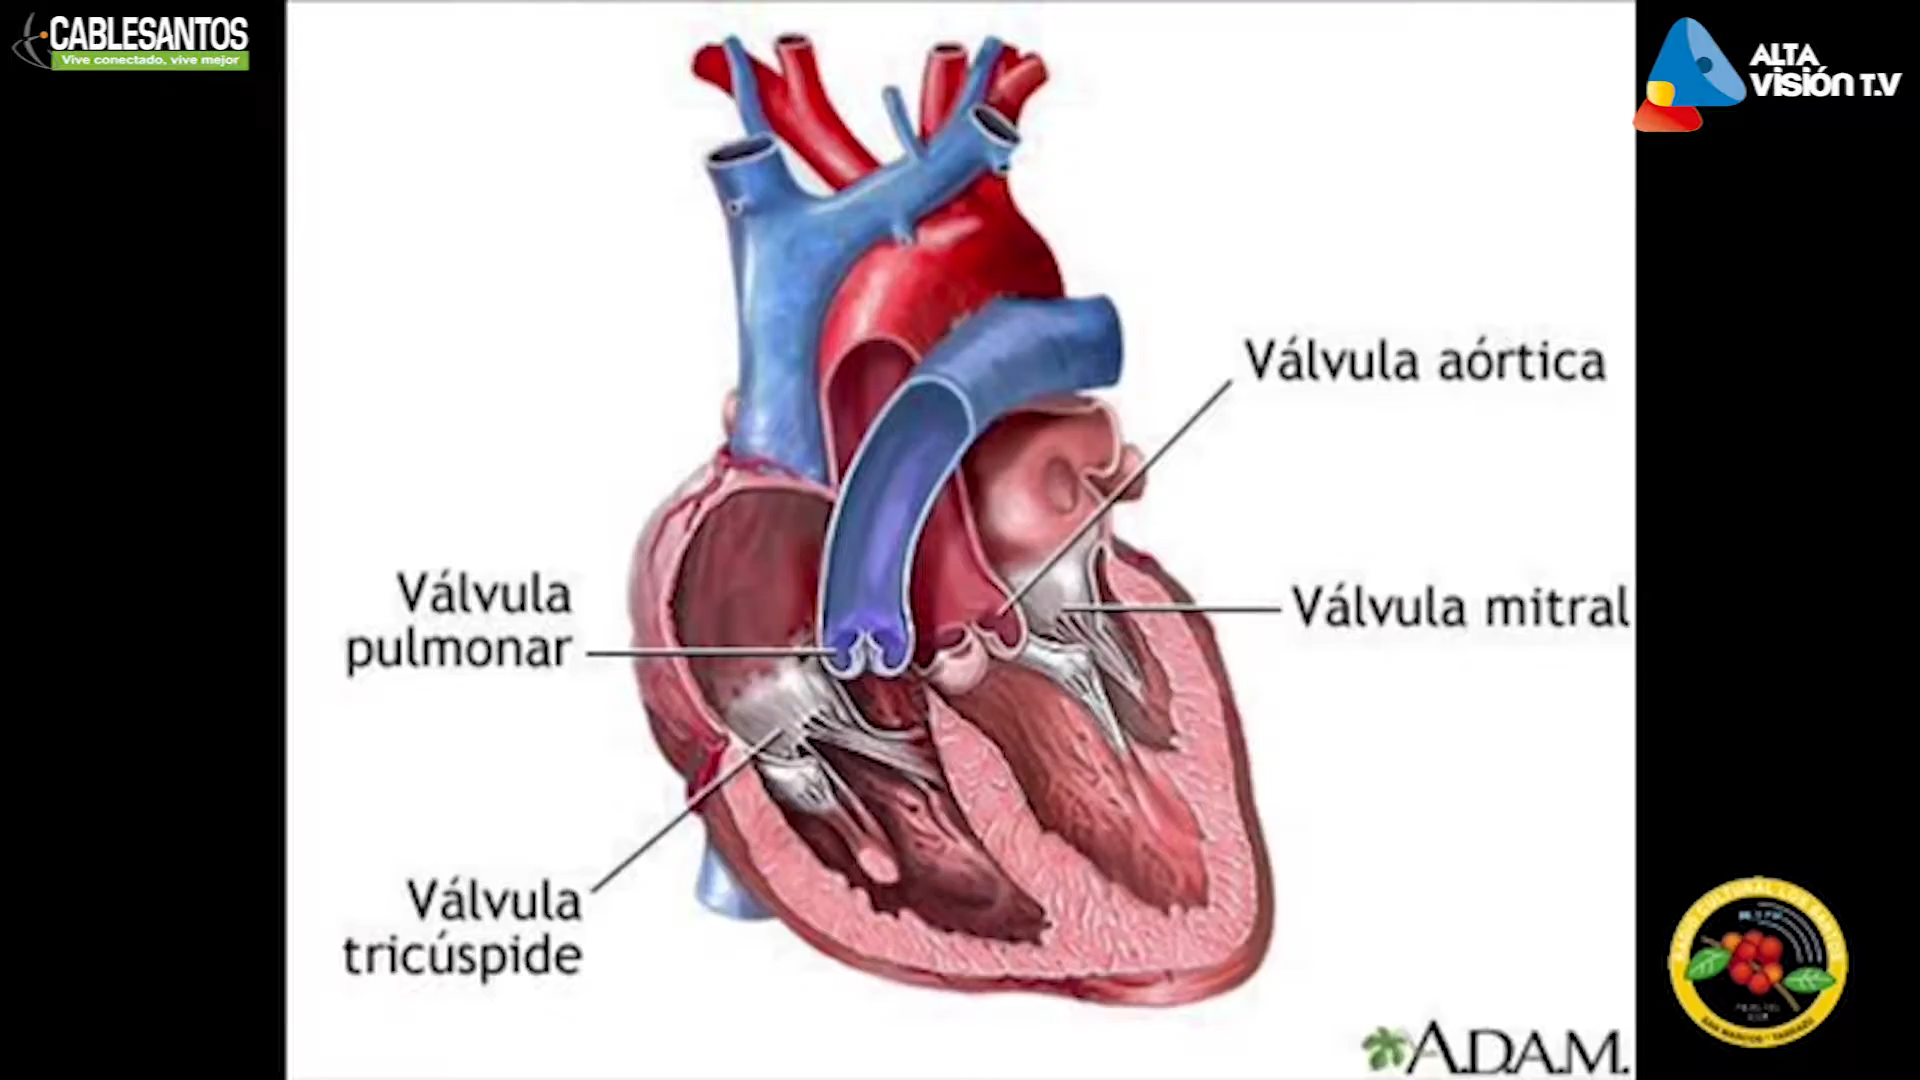 CABLESANTOS
Vive conectado, vive mejor
ALTA
visión T.V
Válvula aórtica
Válvula
pulmonar
Válvula mitral
Válvula
tricúspide
A.D.A.M.